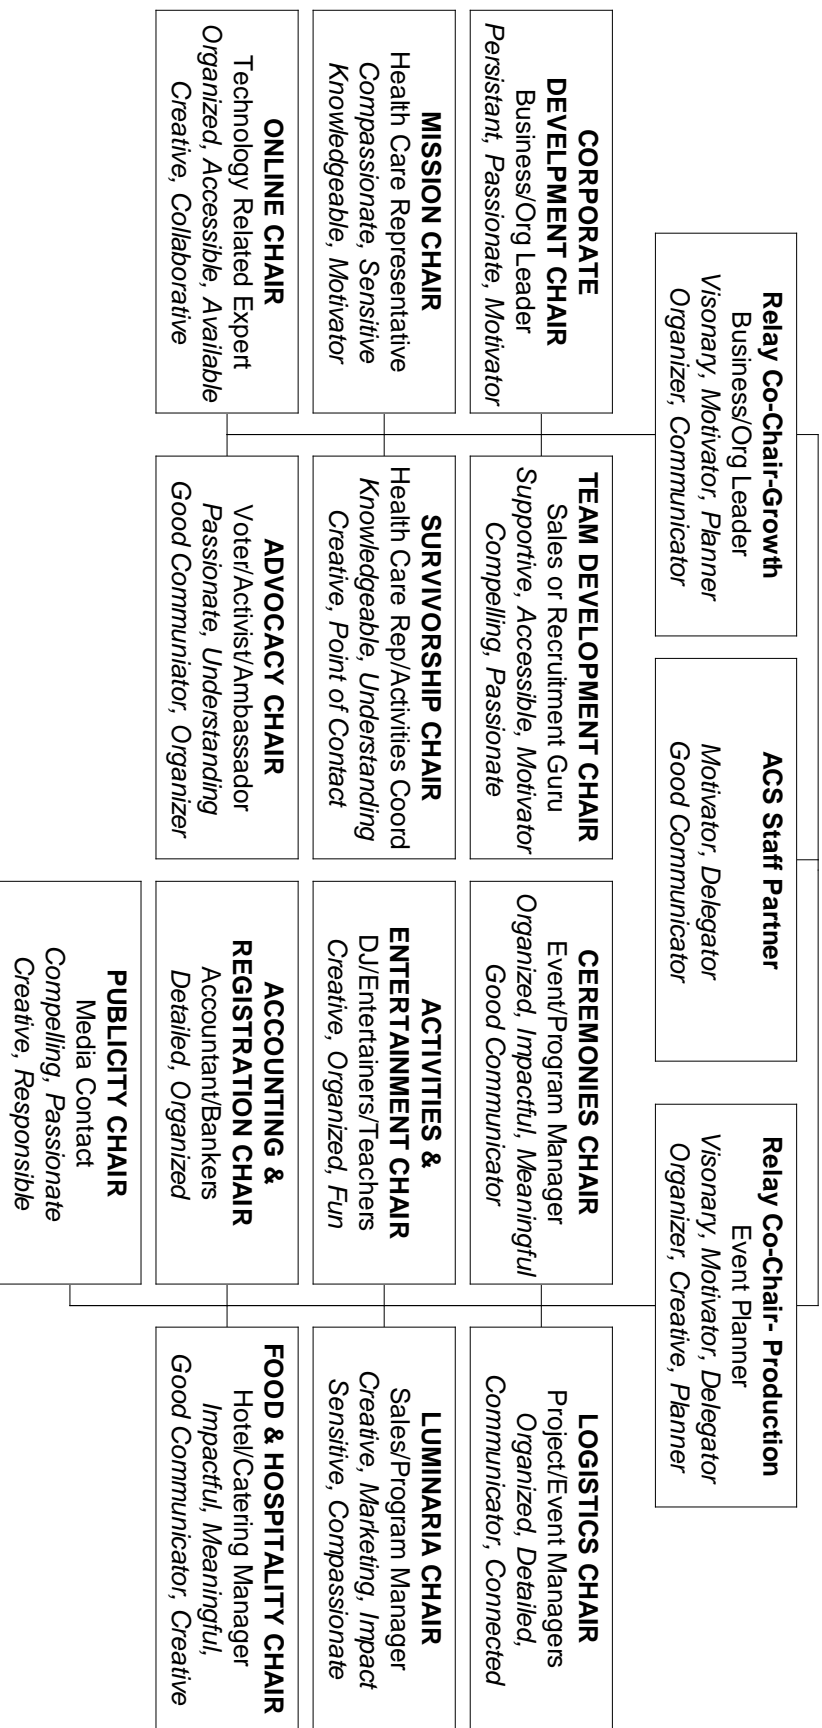 Relay Co-Chair-Growth
Business/Org Leader
Visonary, Motivator, Planner
Organizer, Communicator
ACS Staff Partner
Motivator, Delegator
Good Communicator
Relay Co-Chair- Production
Event Planner
Visonary, Motivator, Delegator
Organizer, Creative, Planner
CORPORATE
DEVELPMENT CHAIR
Business/Org Leader
Persistant, Passionate, Motivator
TEAM DEVELOPMENT CHAIR
Sales or Recruitment Guru
Supportive, Accessible, Motivator
Compelling, Passionate
CEREMONIES CHAIR
Event/Program Manager
Organized, Impactful, Meaningful
Good Communicator
LOGISTICS CHAIR
Project/Event Managers
Organized, Detailed,
Communicator, Connected
MISSION CHAIR
Health Care Representative
Compassionate, Sensitive
Knowledgeable, Motivator
SURVIVORSHIP CHAIR
Health Care Rep/Activities Coord
Knowledgeable, Understanding
Creative, Point of Contact
ACTIVITIES &
ENTERTAINMENT CHAIR
DJ/Entertainers/Teachers
Creative, Organized, Fun
LUMINARIA CHAIR
Sales/Program Manager
Creative, Marketing, Impact
Sensitive, Compassionate
ONLINE CHAIR
Technology Related Expert
Organized, Accessible, Available
Creative, Collaborative
ADVOCACY CHAIR
Voter/Activist/Ambassador
Passionate, Understanding
Good Communiator, Organizer
ACCOUNTING &
REGISTRATION CHAIR
Accountant/Bankers
Detailed, Organized
FOOD & HOSPITALITY CHAIR
Hotel/Catering Manager
Impactful, Meaningful,
Good Communicator, Creative
PUBLICITY CHAIR
Media Contact
Compelling, Passionate
Creative, Responsible